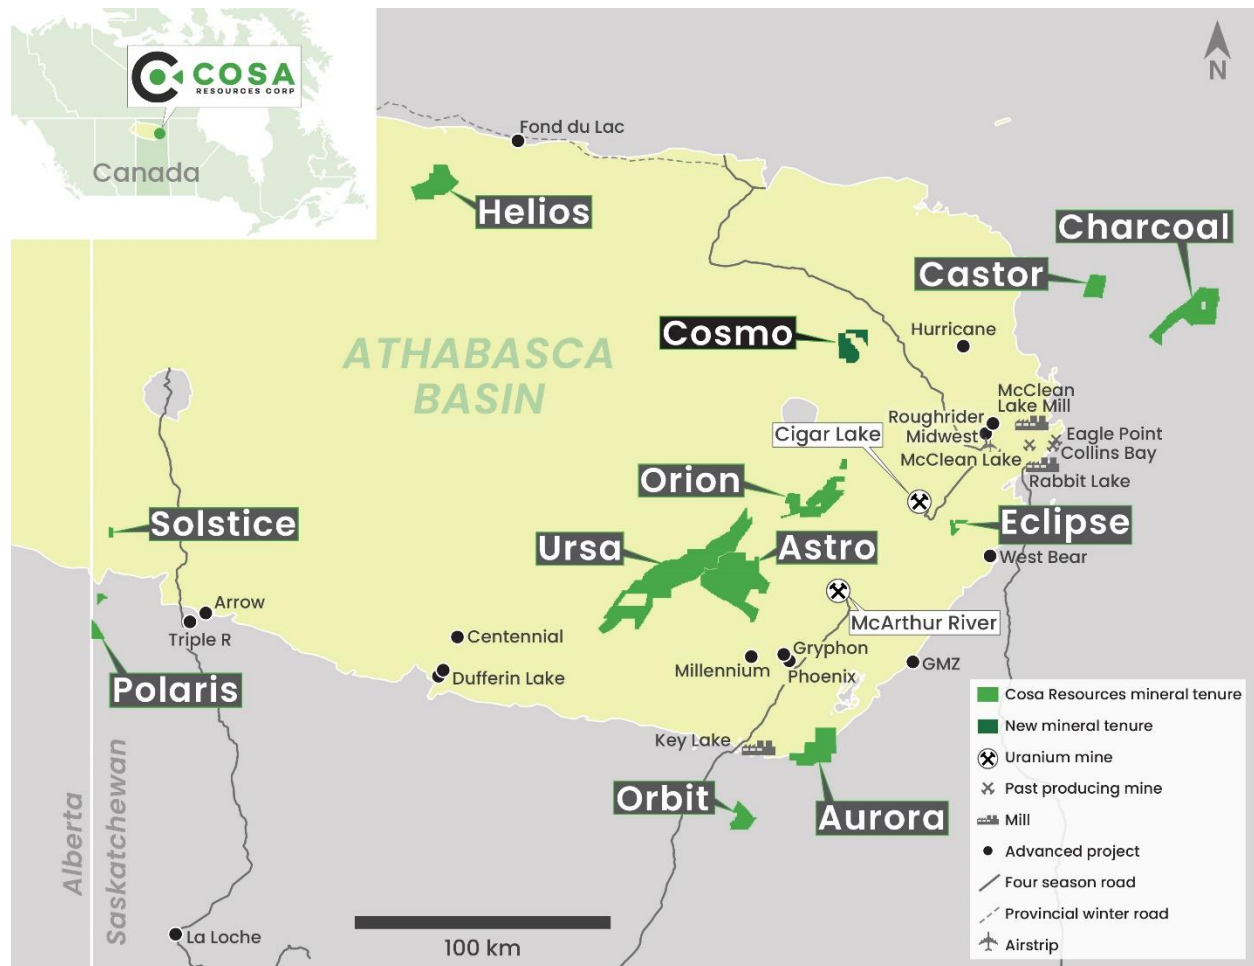 COSA
RESOURCES CORP
Canada
N
Fond du Lac
Helios
Charcoal
Castor
Cosmo
Hurricane
ATHABASCA
BASIN
McClean
Lake Mill
Roughrider
Midwest
Cigar Lake
Eagle Point
McClean Lake
Collins Bay
Rabbit Lake
Orion
Solstice
Eclipse
Ursa
Astro
West Bear
Arrow
McArthur River
Triple R
Centennial
Gryphon
Millennium
GMZ
Dufferin Lake
Phoenix
Polaris
Key Lake
Orbit
Aurora
Alberta
Saskatchewan
La Loche
100 km
Cosa Resources mineral tenure
New mineral tenure
Uranium mine
Past producing mine
Mill
Advanced project
Four season road
Provincial winter road
Airstrip